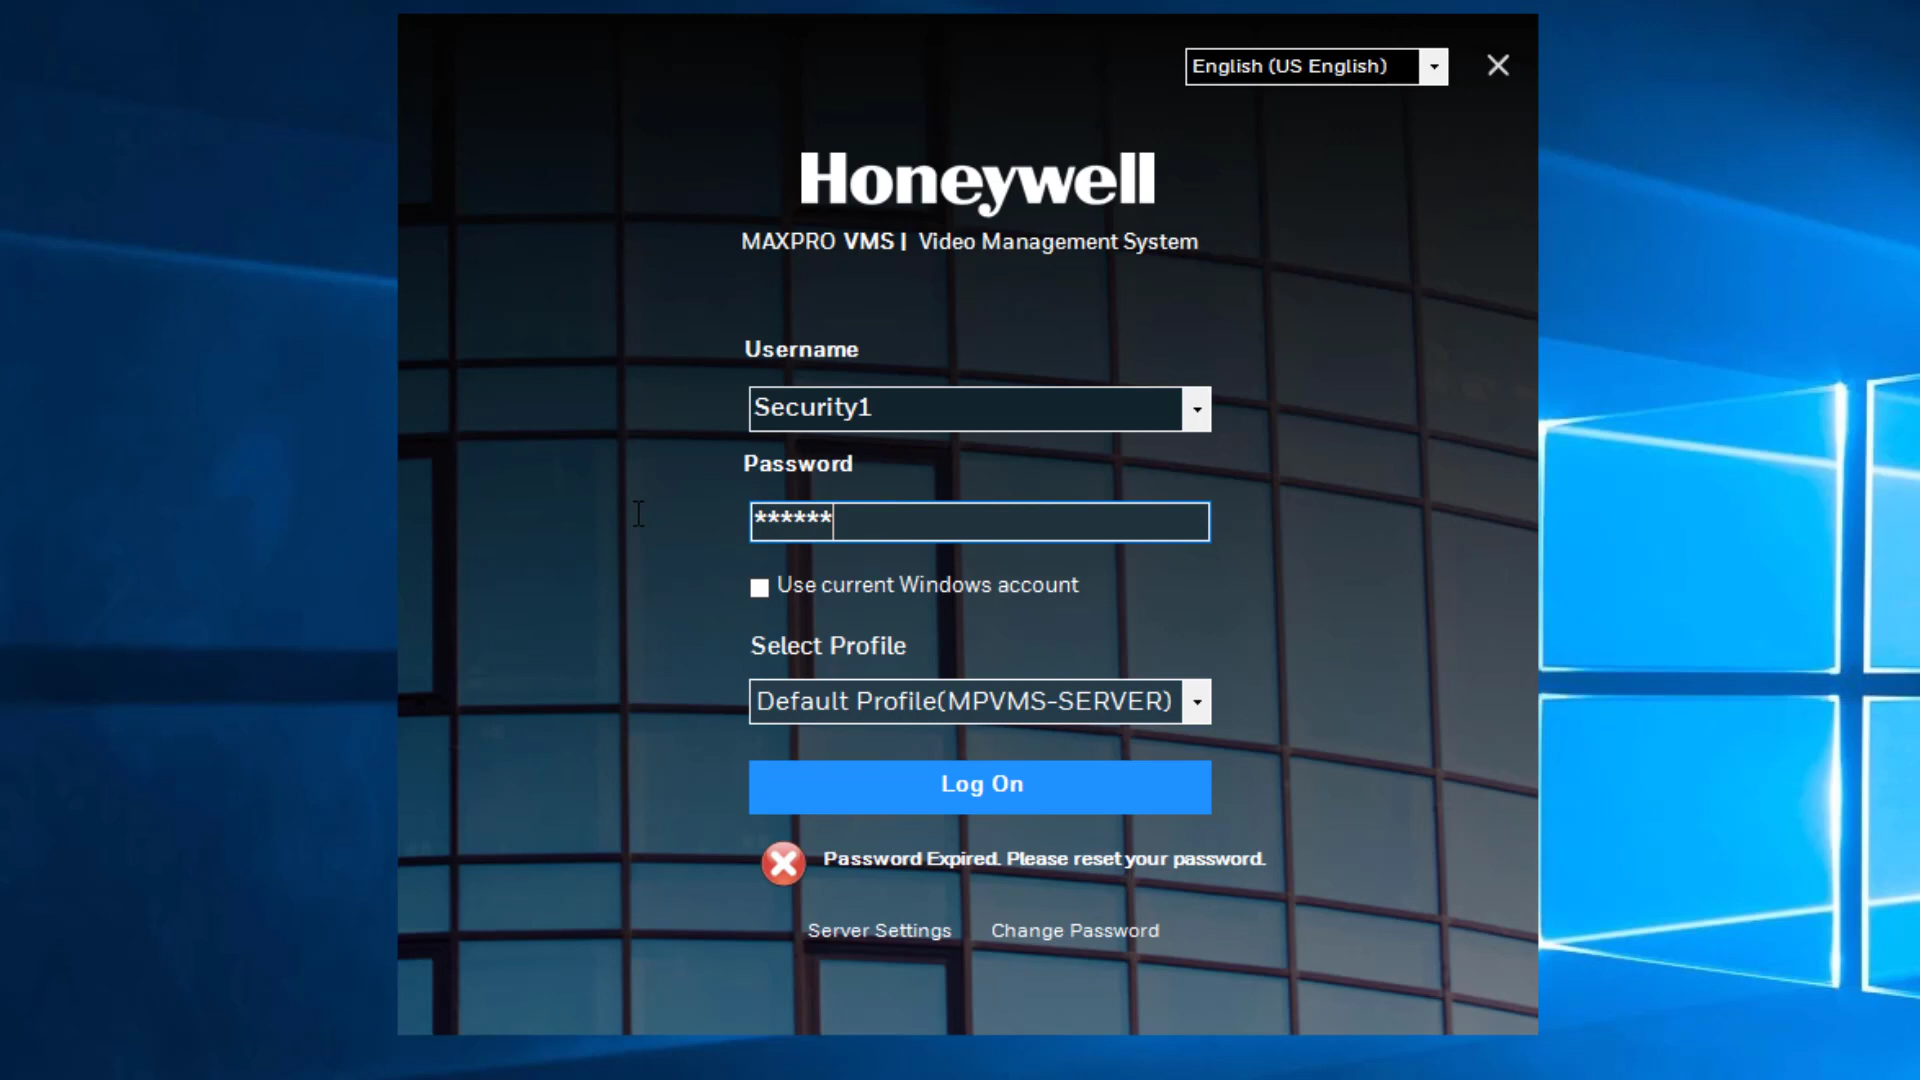 English (US English)
Honeywell
MAXPRO VMS | Video Management System
Username
Security1
Password
******
Use current Windows account
Select Profile
Default Profile(MPVMS-SERVER)
Log On
Password Expired. Please reset your password.
Server Settings Change Password